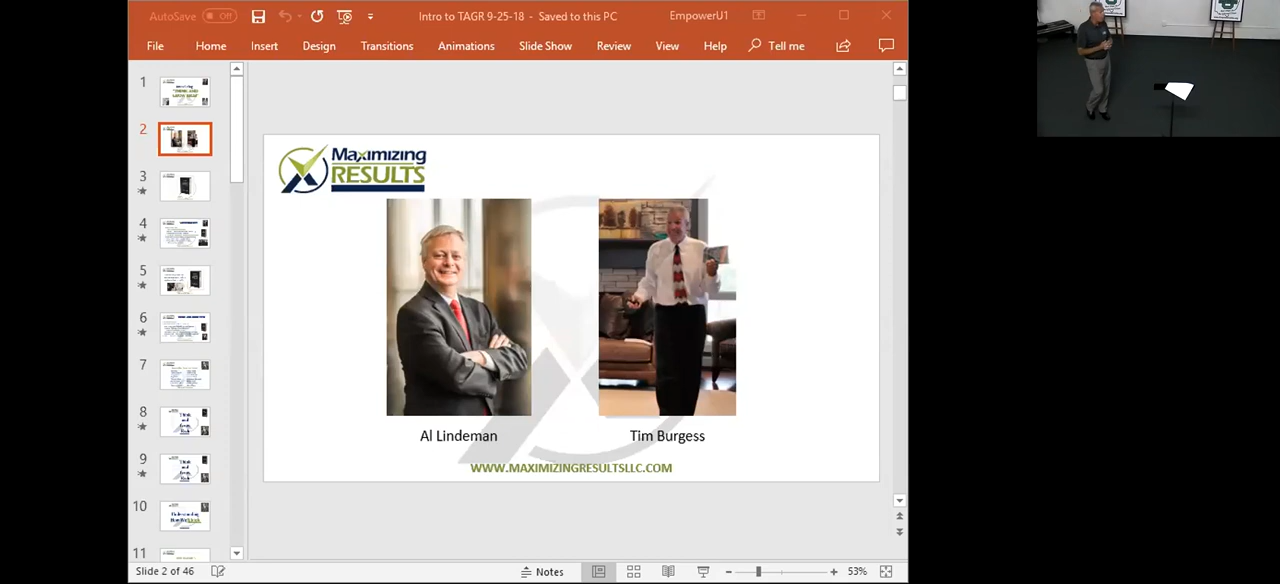 AutoSave Off
Intro to TAGR 9-25-18 - Saved to this PC
EmpowerU1
File Home Insert Design Transitions Animations Slide Show Review View Help Tell me
1
2
3
4
5
6
7
8
9
10
11
Maximizing
RESULTS
Al Lindeman Tim Burgess
WWW.MAXIMIZINGRESULTSLLC.COM
Slide 2 of 46
Notes
53%